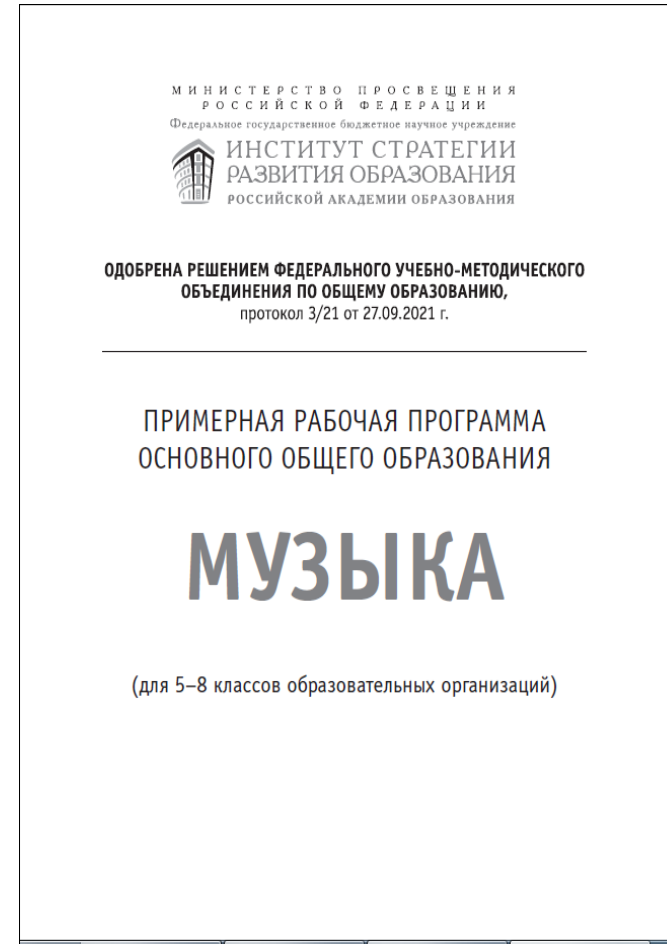 МИНИСТЕРСТВО ПРОСВЕЩЕНИЯ
РОССИЙСКОЙ ФЕДЕРАЦИИ
Федеральное государственное бюджетное научное учреждение
ИНСТИТУТ СТРАТЕГИИ
РАЗВИТИЯ ОБРАЗОВАНИЯ
РОССИЙСКОЙ АКАДЕМИИ ОБРАЗОВАНИЯ
ОДОБРЕНА РЕШЕНИЕМ ФЕДЕРАЛЬНОГО УЧЕБНО-МЕТОДИЧЕСКОГО
ОБЪЕДИНЕНИЯ ПО ОБЩЕМУ ОБРАЗОВАНИЮ,
протокол 3/21 от 27.09.2021 г.
ПРИМЕРНАЯ РАБОЧАЯ ПРОГРАММА
ОСНОВНОГО ОБЩЕГО ОБРАЗОВАНИЯ
МУЗЫКА
(для 5–8 классов образовательных организаций)